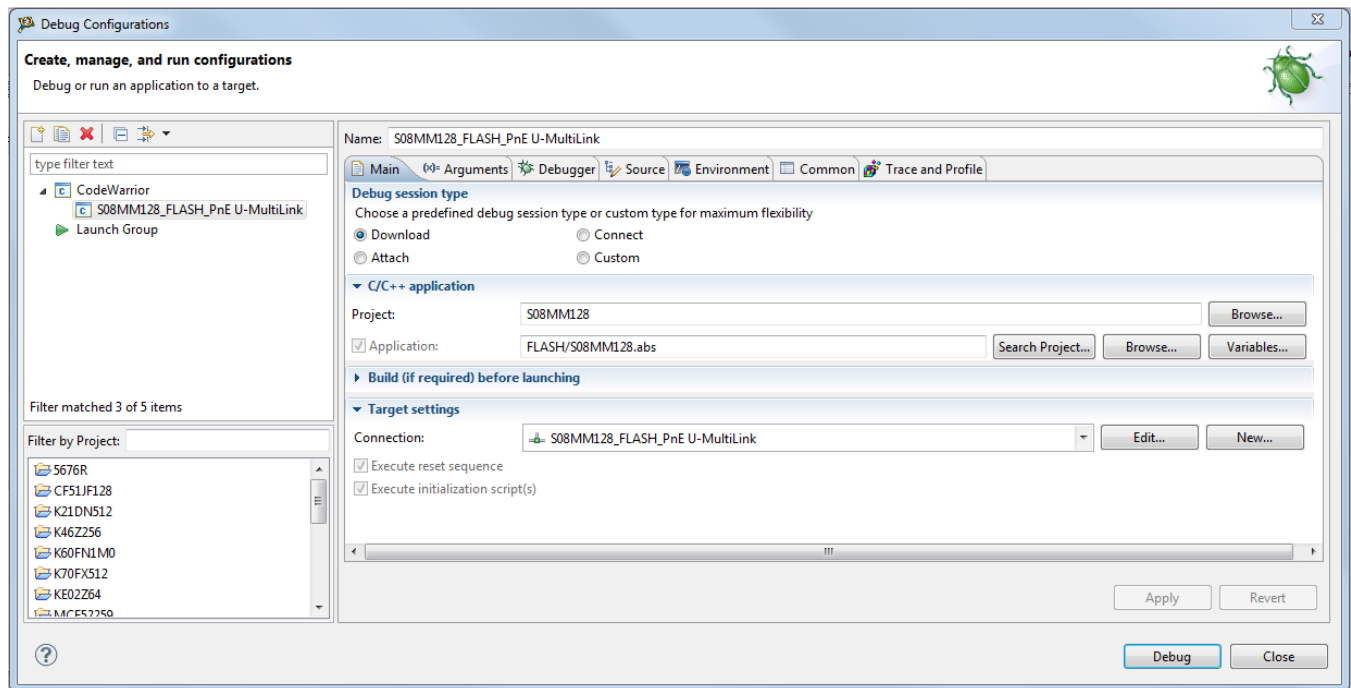 Debug Configurations
Create, manage, and run configurations
Debug or run an application to a target.
type filter text
CodeWarrior
S08MM128_FLASH_PnE U-MultiLink
Launch Group
Filter matched 3 of 5 items
Filter by Project:
5676R
CF51JF128
K21DN512
K46Z256
K60FN1M0
K70FX512
KE02Z64
MCF52259
Name: S08MM128_FLASH_PnE U-MultiLink
Main (x)= Arguments Debugger Source Environment Common Trace and Profile
Debug session type
Choose a predefined debug session type or custom type for maximum flexibility
Download Connect
Attach Custom
C/C++ application
Project: S08MM128 Browse...
Application: FLASH/S08MM128.abs Search Project... Browse... Variables...
Build (if required) before launching
Target settings
Connection: S08MM128_FLASH_PnE U-MultiLink Edit... New...
Execute reset sequence
Execute initialization script(s)
Apply Revert
Debug Close